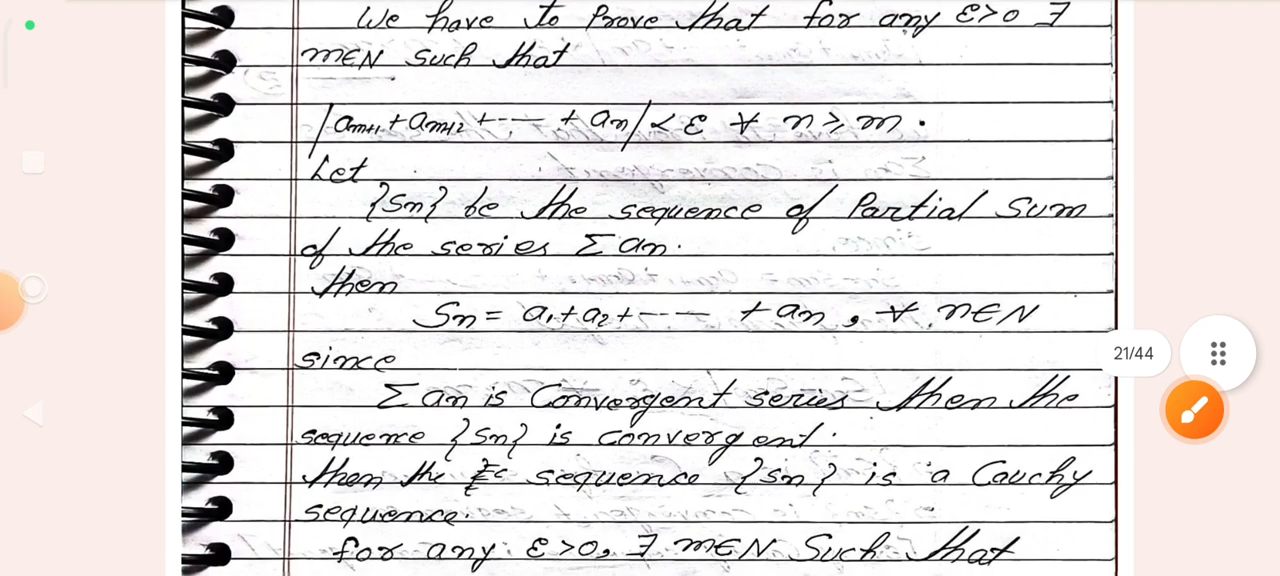 We have to Prove that for any ε>0 ∃
m∈N such that
|am+1 + am+2 +---- + an| < ε ∀ n ≥ m.
Let
{Sn} be the sequence of Partial Sum
of the series Σ an.
then
Sn = a1+a2+---- + an, ∀ n∈N
since
Σ an is Convergent series then the
sequence {Sn} is convergent.
then the sequence {Sn} is a Cauchy
sequence.
for any ε>0, ∃ m∈N Such that
21/44